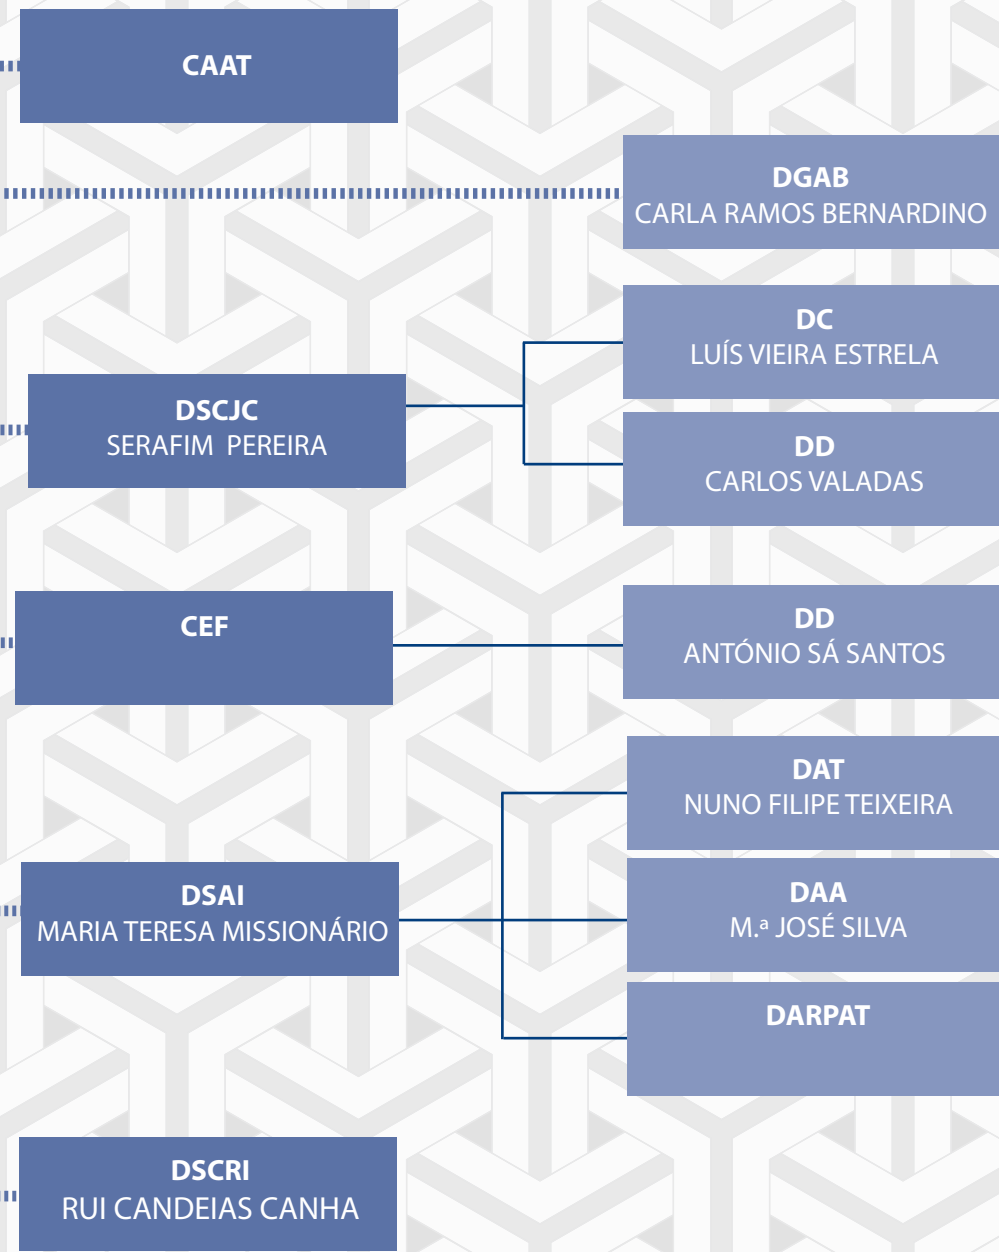 CAAT
DGAB
CARLA RAMOS BERNARDINO
DC
LUÍS VIEIRA ESTRELA
DSCJC
SERAFIM PEREIRA
DD
CARLOS VALADAS
CEF
DD
ANTÓNIO SÁ SANTOS
DAT
NUNO FILIPE TEIXEIRA
DSAI
MARIA TERESA MISSIONÁRIO
DAA
M.ª JOSÉ SILVA
DARPAT
DSCRI
RUI CANDEIAS CANHA